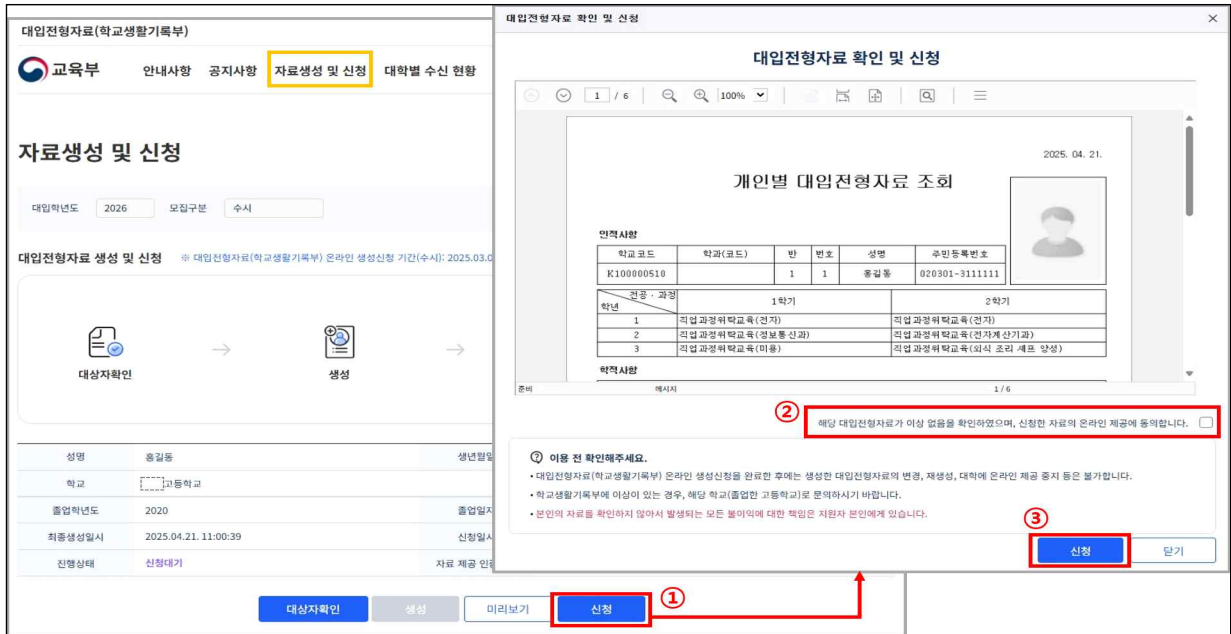 대입전형자료(학교생활기록부)
교육부
안내사항 공지사항 자료생성 및 신청 대학별 수신 현황
자료생성 및 신청
대입학년도 2026 모집구분 수시
대입전형자료 생성 및 신청 ※ 대입전형자료(학교생활기록부) 온라인 생성신청 기간(수시): 2025.03.0
대상자확인 → 생성 →
성명 홍길동 생년월일
학교 고등학교
졸업학년도 2020 졸업일자
최종생성일시 2025.04.21. 11:00:39 신청일시
진행상태 신청대기 자료 제공 인
대상자확인 생성 미리보기 신청 ①
대입전형자료 확인 및 신청 ×
대입전형자료 확인 및 신청
1 / 6 100%
2025. 04. 21.
개인별 대입전형자료 조회
인적사항
학교코드 학과(코드) 반 번호 성명 주민등록번호
K100000510 1 1 홍길동 020301-3111111
전공·과정 학년 1학기 2학기
1 직업과정위탁교육(전자) 직업과정위탁교육(전자)
2 직업과정위탁교육(정보통신과) 직업과정위탁교육(전자계산기과)
3 직업과정위탁교육(미용) 직업과정위탁교육(외식 조리 셰프 양성)
학적사항
준비 메시지 1 / 6
②
해당 대입전형자료가 이상 없음을 확인하였으며, 신청한 자료의 온라인 제공에 동의합니다.
? 이용 전 확인해주세요.
• 대입전형자료(학교생활기록부) 온라인 생성신청을 완료한 후에는 생성한 대입전형자료의 변경, 재생성, 대학에 온라인 제공 중지 등은 불가합니다.
• 학교생활기록부에 이상이 있는 경우, 해당 학교(졸업한 고등학교)로 문의하시기 바랍니다.
• 본인의 자료를 확인하지 않아서 발생되는 모든 불이익에 대한 책임은 지원자 본인에게 있습니다.
③
신청 닫기